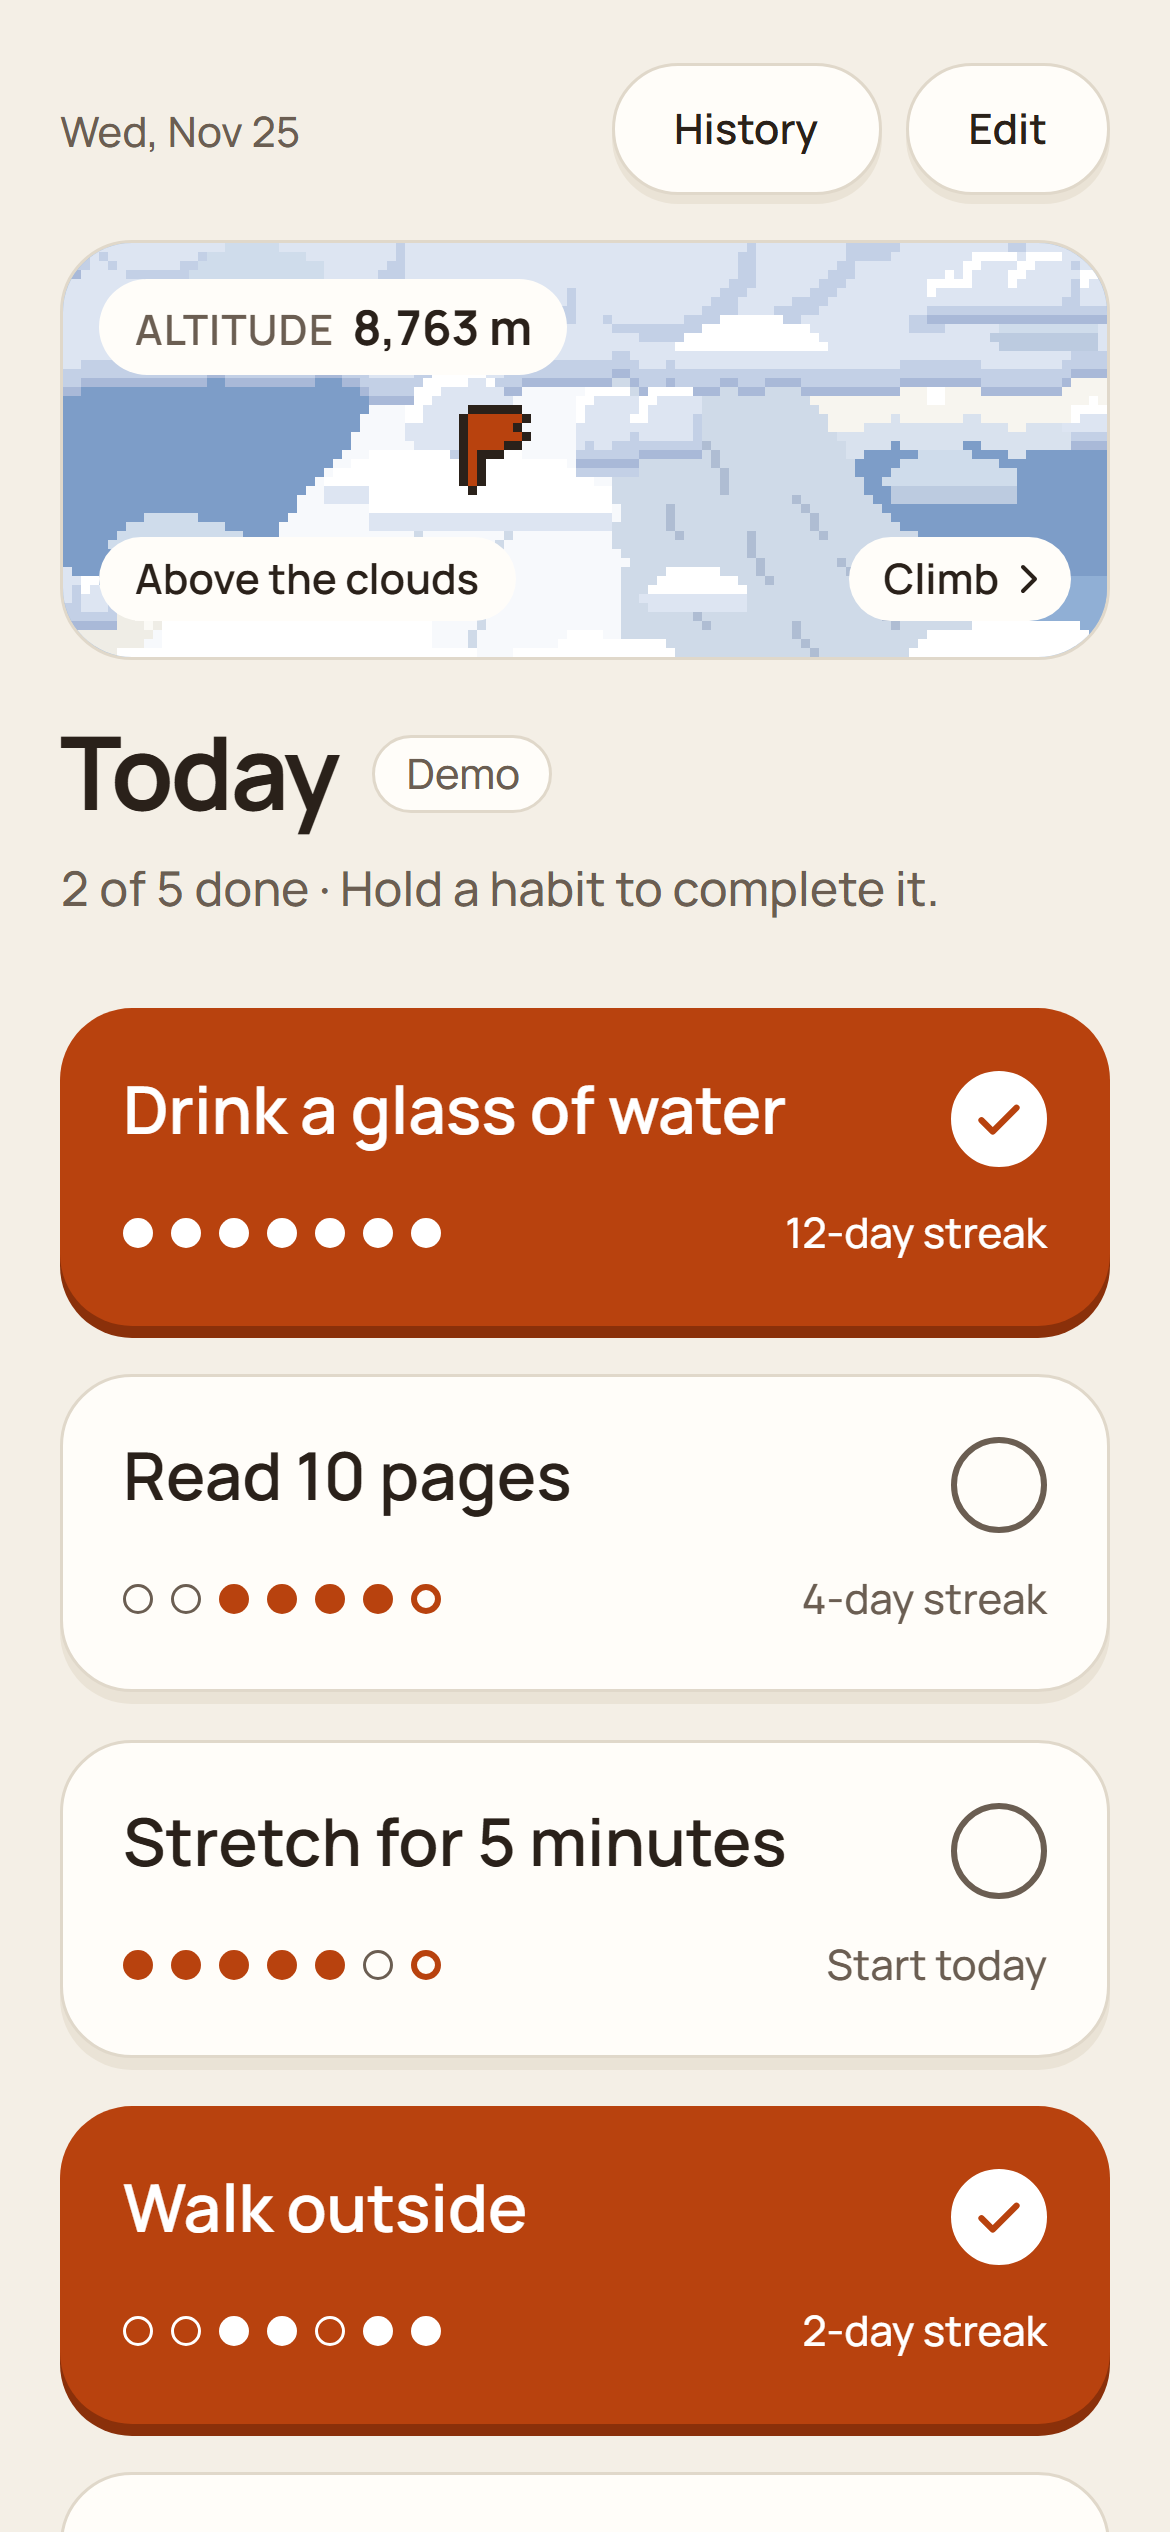 Wed, Nov 25
History
Edit
ALTITUDE 8,763 m
Above the clouds
Climb
Today
Demo
2 of 5 done · Hold a habit to complete it.
Drink a glass of water
12-day streak
Read 10 pages
4-day streak
Stretch for 5 minutes
Start today
Walk outside
2-day streak